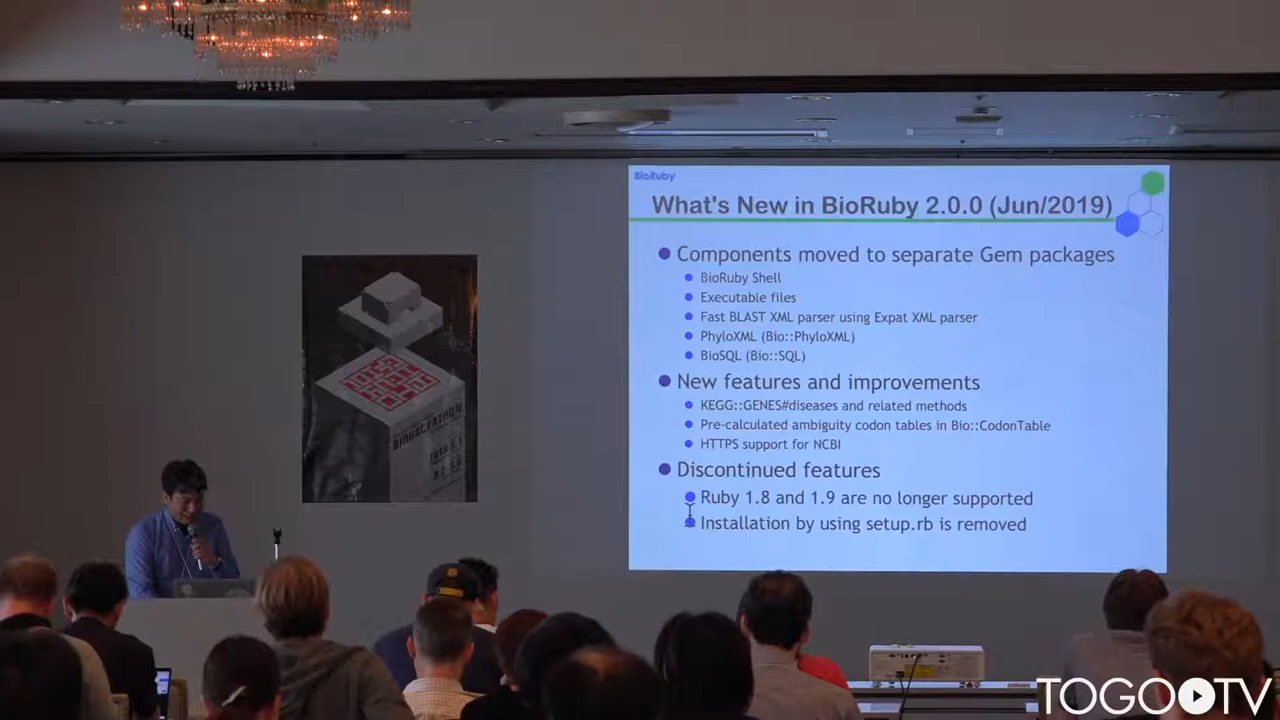 BioRuby
What's New in BioRuby 2.0.0 (Jun/2019)
Components moved to separate Gem packages
BioRuby Shell
Executable files
Fast BLAST XML parser using Expat XML parser
PhyloXML (Bio::PhyloXML)
BioSQL (Bio::SQL)
New features and improvements
KEGG::GENES#diseases and related methods
Pre-calculated ambiguity codon tables in Bio::CodonTable
HTTPS support for NCBI
Discontinued features
Ruby 1.8 and 1.9 are no longer supported
Installation by using setup.rb is removed
BIOHACKATHON
TOGOTV